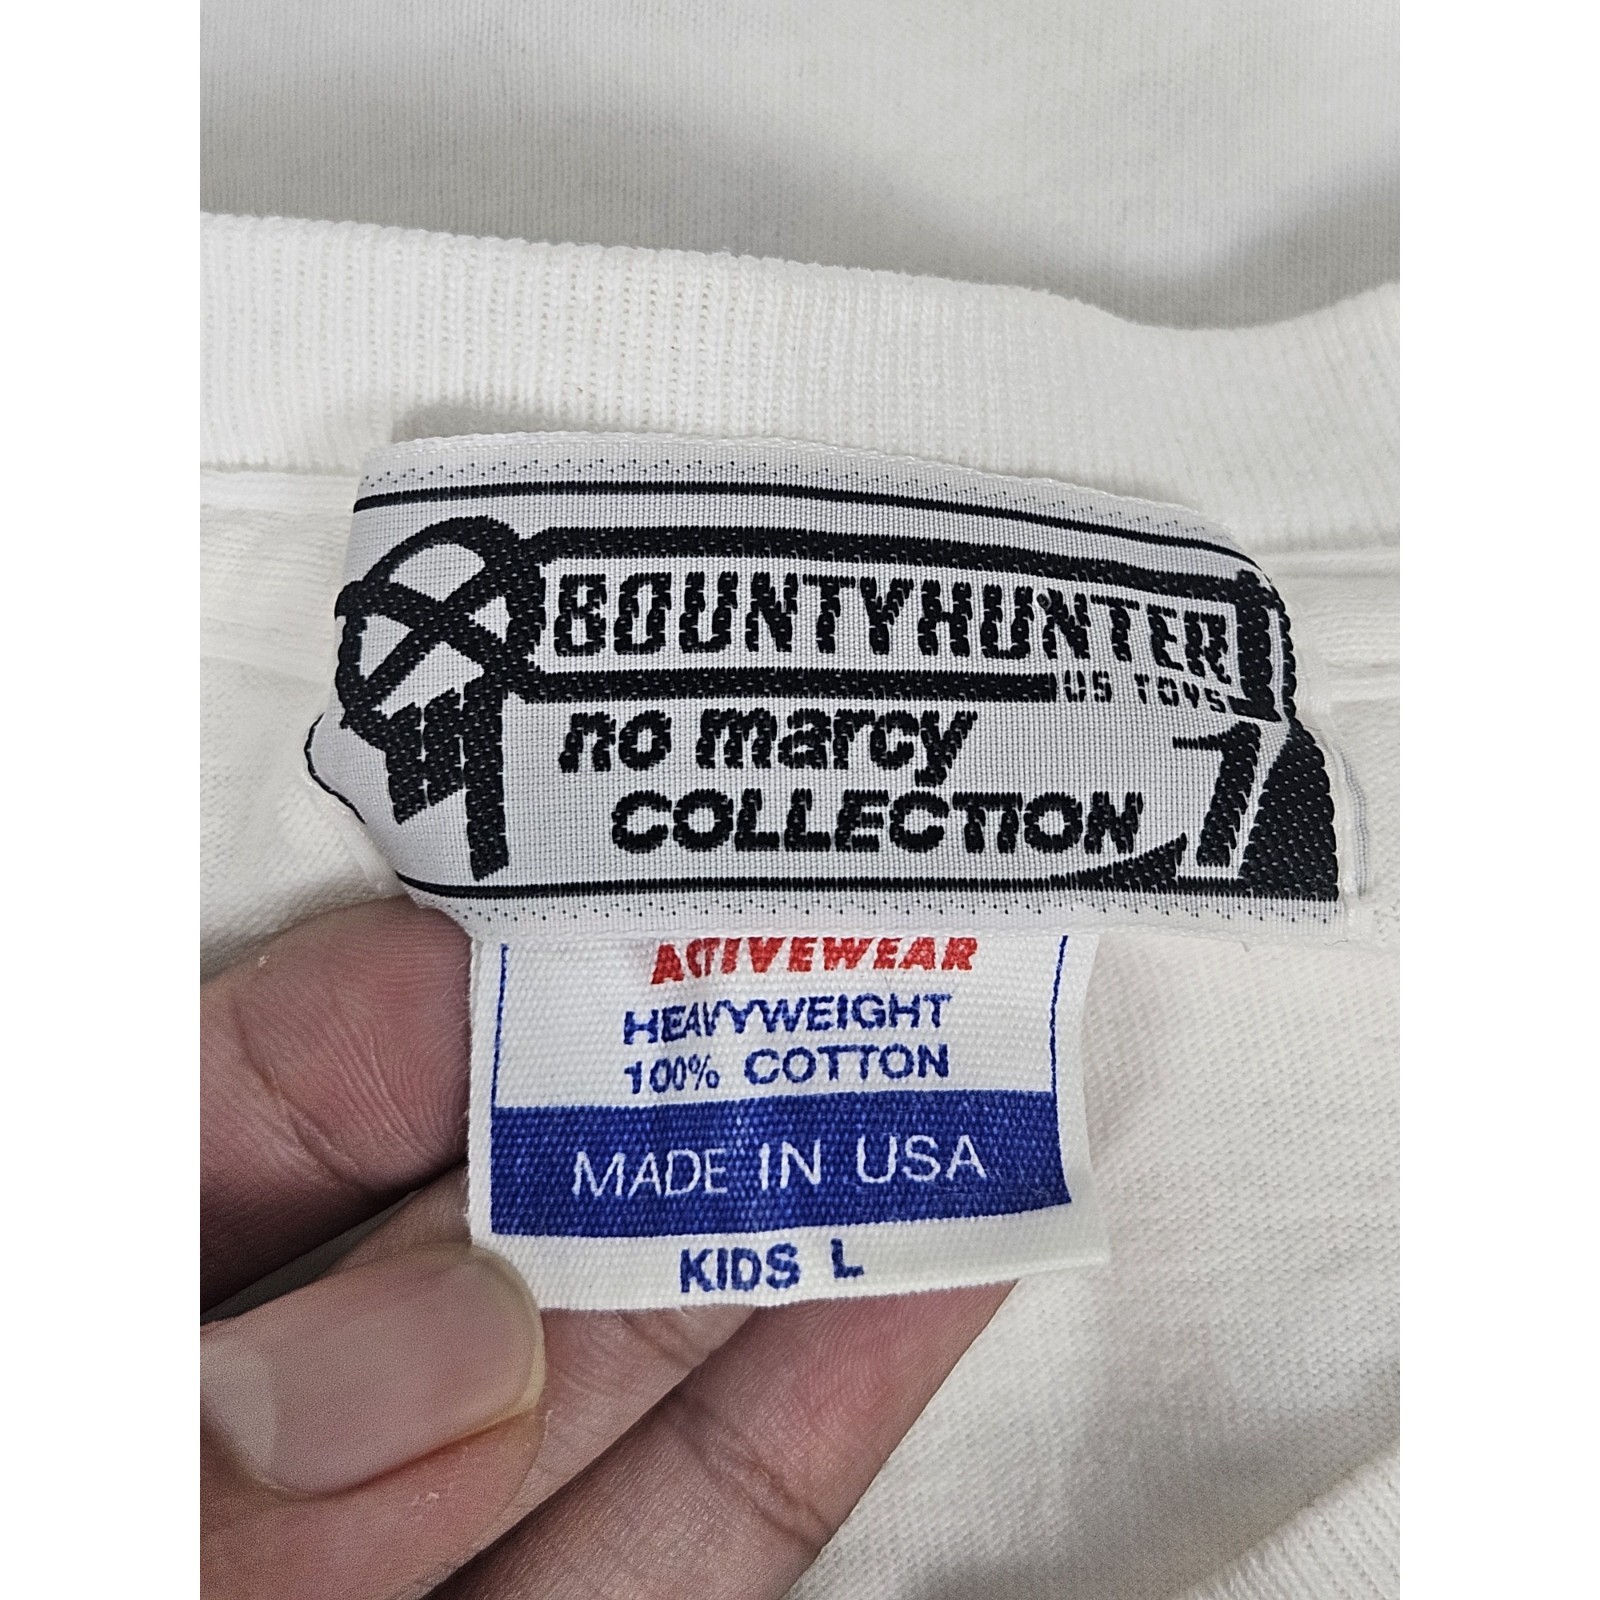 BOUNTYHUNTER
US TOYS
no marcy
COLLECTION
ACTIVEWEAR
HEAVYWEIGHT
100% COTTON
MADE IN USA
KIDS L